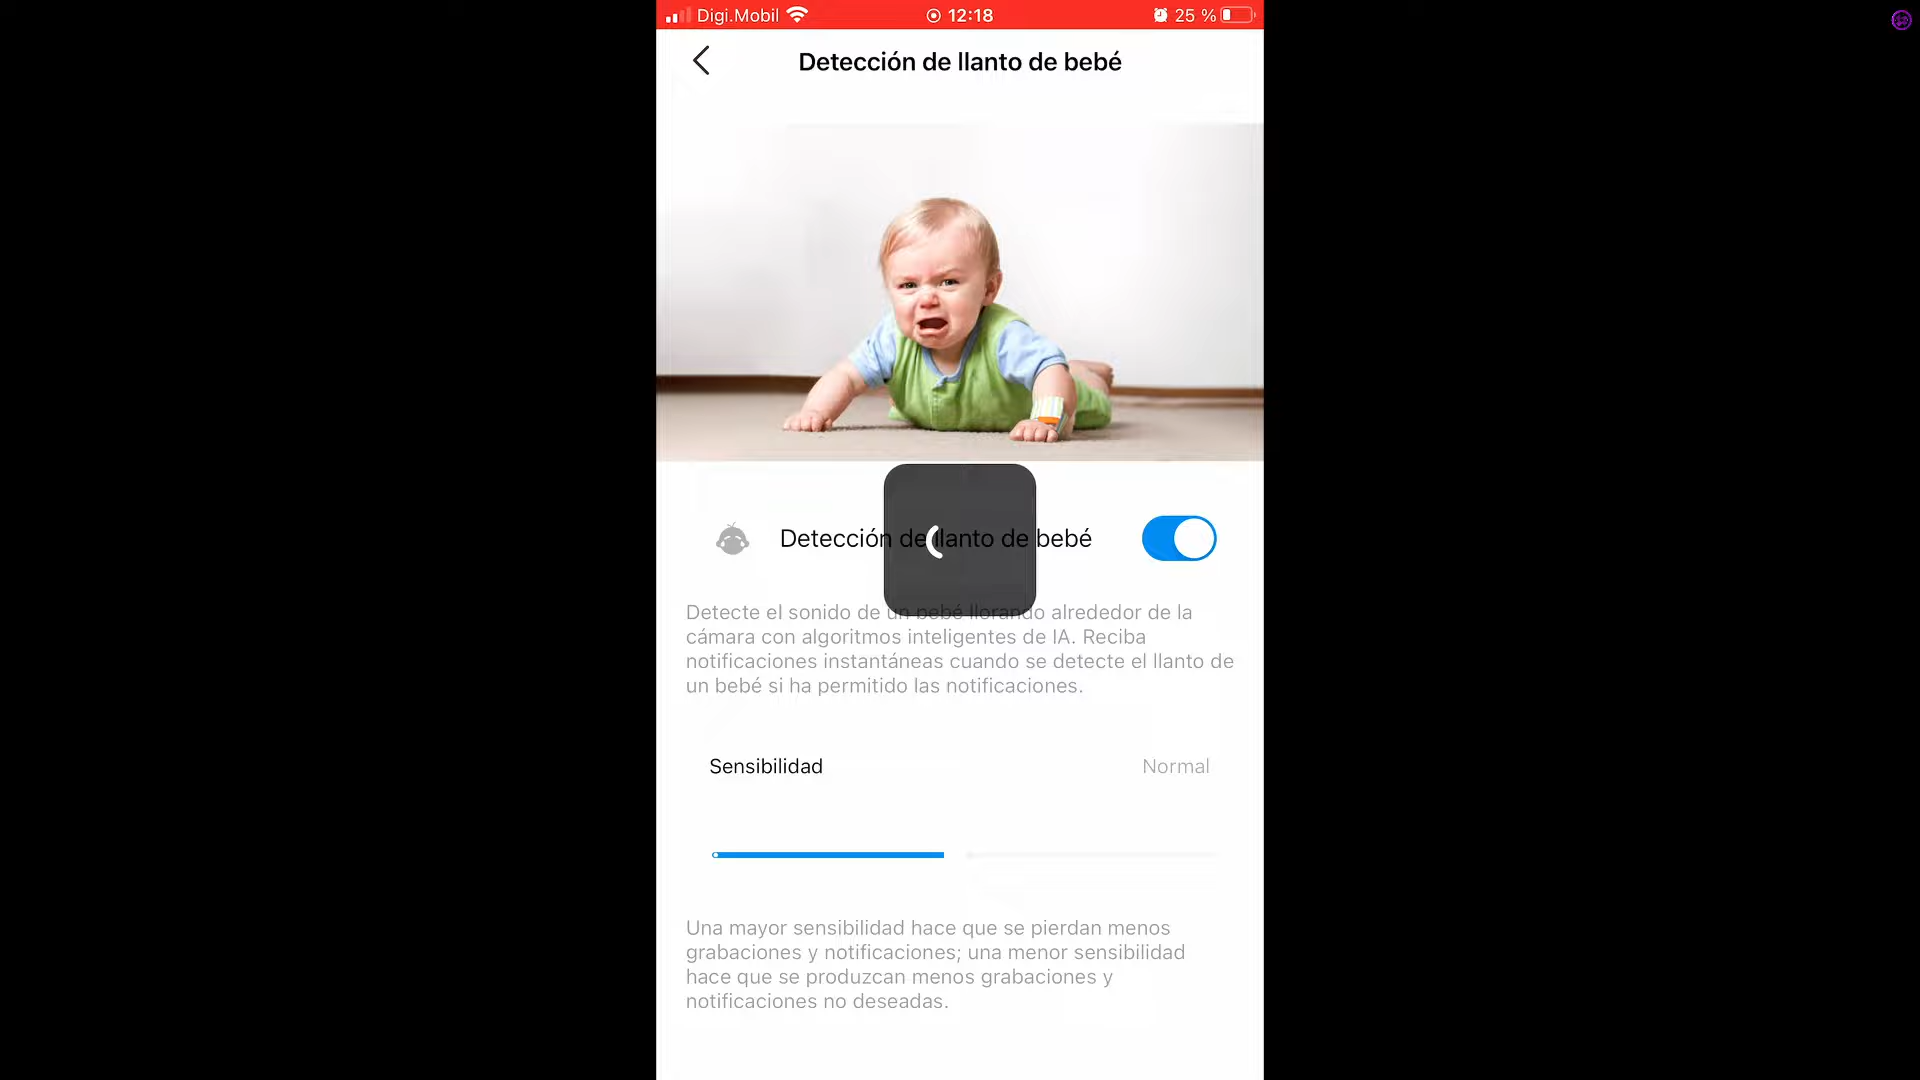 Digi.Mobil 12:18 25 %
Detección de llanto de bebé
Detección de llanto de bebé
Detecte el sonido de un bebé llorando alrededor de la
cámara con algoritmos inteligentes de IA. Reciba
notificaciones instantáneas cuando se detecte el llanto de
un bebé si ha permitido las notificaciones.
Sensibilidad Normal
Una mayor sensibilidad hace que se pierdan menos
grabaciones y notificaciones; una menor sensibilidad
hace que se produzcan menos grabaciones y
notificaciones no deseadas.